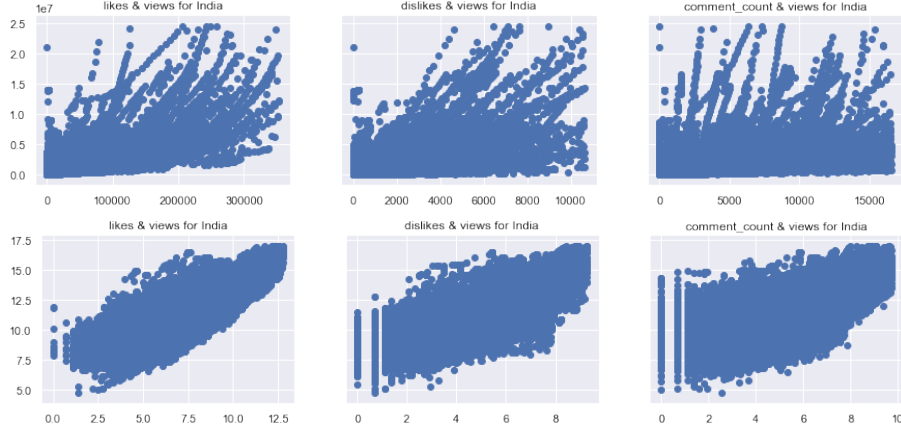 likes & views for India
dislikes & views for India
comment_count & views for India
1e7
2.5
2.0
1.5
1.0
0.5
0.0
0 100000 200000 300000
0 2000 4000 6000 8000 10000
0 5000 10000 15000
likes & views for India
dislikes & views for India
comment_count & views for India
17.5
15.0
12.5
10.0
7.5
5.0
0.0 2.5 5.0 7.5 10.0 12.5
0 2 4 6 8
0 2 4 6 8 10